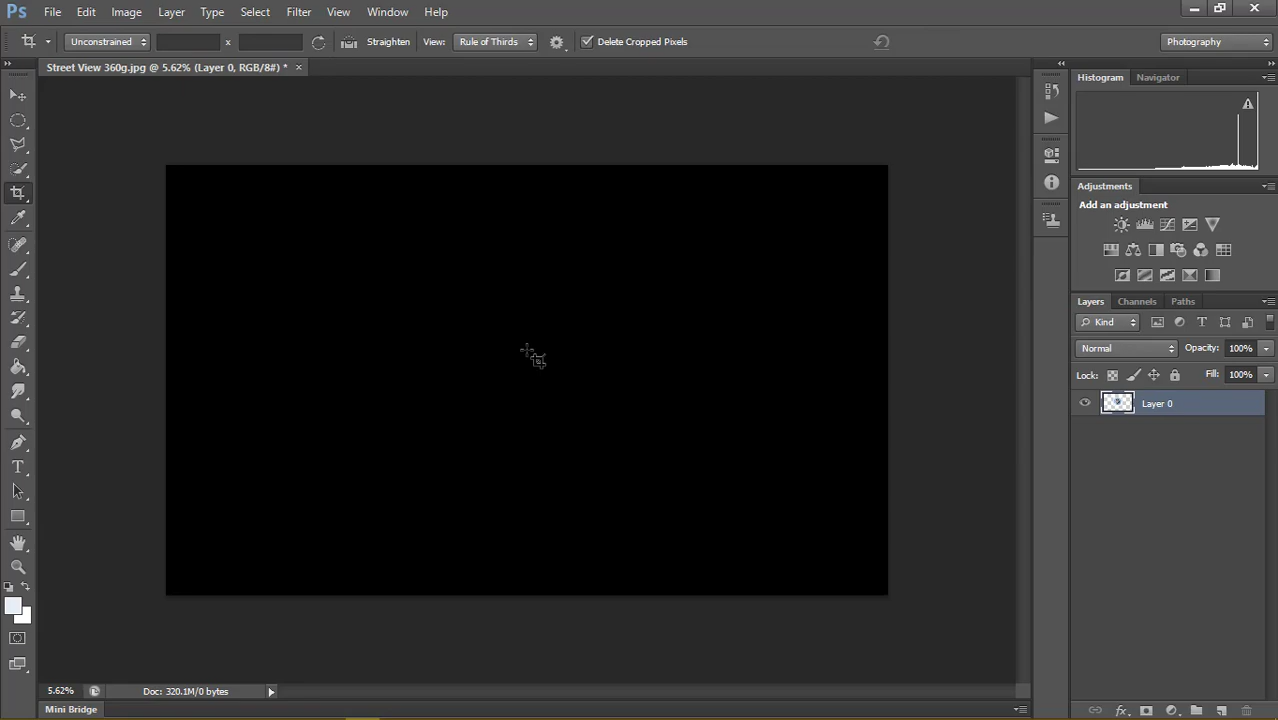 Ps File Edit Image Layer Type Select Filter View Window Help
Unconstrained x Straighten View: Rule of Thirds Delete Cropped Pixels Photography
Street View 360g.jpg @ 5.62% (Layer 0, RGB/8#) * ×
Histogram Navigator
Adjustments
Add an adjustment
Layers Channels Paths
Kind T
Normal Opacity: 100%
Lock: Fill: 100%
Layer 0
T
5.62% Doc: 320.1M/0 bytes
fx
Mini Bridge